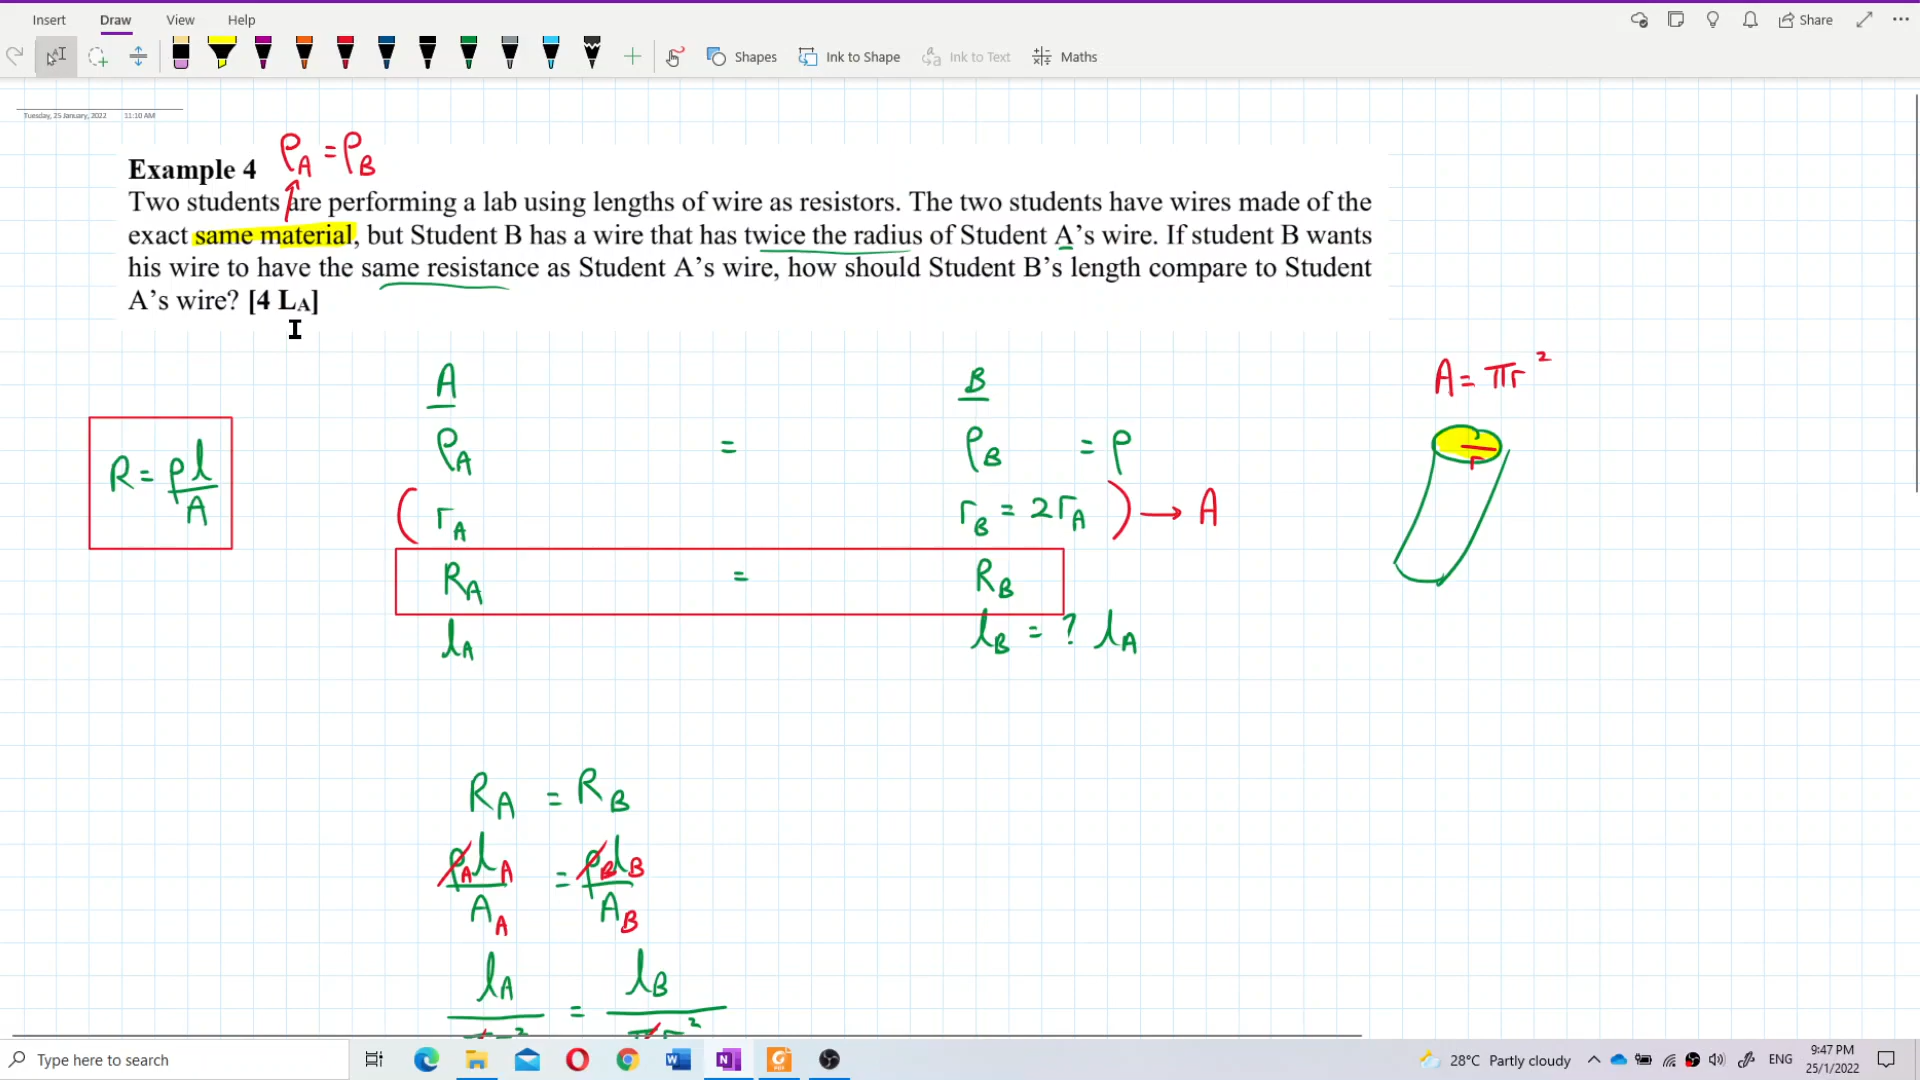 Insert Draw View Help
Share
Shapes Ink to Shape Ink to Text Maths
Tuesday, 25 January, 2022 11:10 AM
ρA = ρB
Example 4
Two students are performing a lab using lengths of wire as resistors. The two students have wires made of the
exact same material, but Student B has a wire that has twice the radius of Student A’s wire. If student B wants
his wire to have the same resistance as Student A’s wire, how should Student B’s length compare to Student
A’s wire? [4 LA]
A B
A = πr²
R = ρl/A
ρA = ρB = ρ
r
( rA rB = 2rA ) → A
RA = RB
lA lB = ? lA
RA = RB
ρA lA / AA = ρB lB / AB
lA = lB
πr²
Type here to search
28°C Partly cloudy
ENG
9:47 PM
25/1/2022